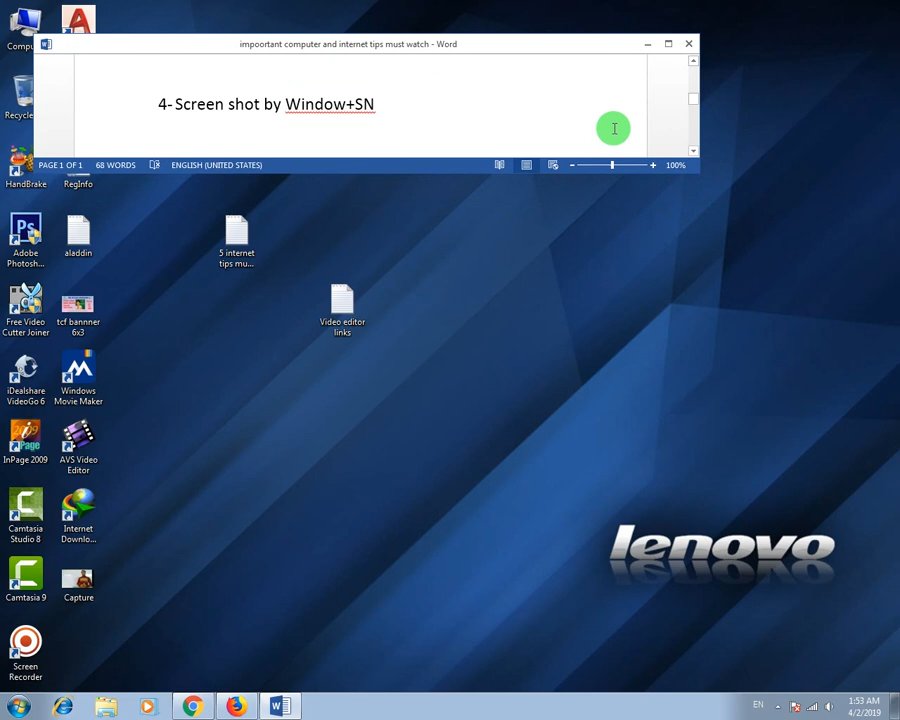 impoortant computer and internet tips must watch - Word
4- Screen shot by Window+SN
PAGE 1 OF 1 68 WORDS ENGLISH (UNITED STATES) 100%
HandBrake
RegInfo
Ps
Adobe
Photosh...
aladdin
5 internet
tips mu...
Free Video
Cutter Joiner
tcf bannner
6x3
Video editor
links
iDealshare
VideoGo 6
Windows
Movie Maker
2009
InPage 2009
AVS Video
Editor
Camtasia
Studio 8
Internet
Downlo...
Camtasia 9
Capture
Screen
Recorder
lenovo
EN
1:53 AM
4/2/2019